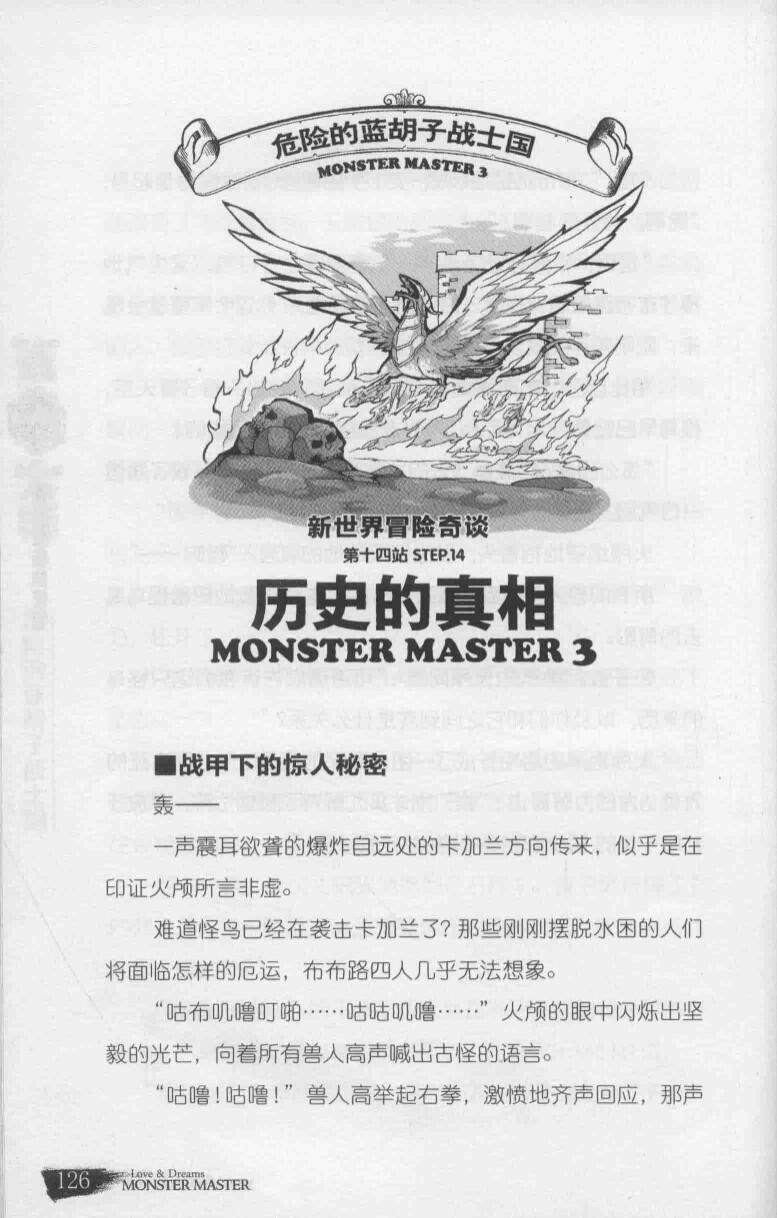 危险的蓝胡子战士国
MONSTER MASTER 3
新世界冒险奇谈
第十四站 STEP.14
历史的真相
MONSTER MASTER 3
■战甲下的惊人秘密
轰——
一声震耳欲聋的爆炸自远处的卡加兰方向传来，似乎是在
印证火颅所言非虚。
难道怪鸟已经在袭击卡加兰了？那些刚刚摆脱水困的人们
将面临怎样的厄运，布布路四人几乎无法想象。
“咕布叽噜叮啪……咕咕叽噜……”火颅的眼中闪烁出坚
毅的光芒，向着所有兽人高声喊出古怪的语言。
“咕噜！咕噜！”兽人高举起右拳，激愤地齐声回应，那声
126
Love & Dreams
MONSTER MASTER